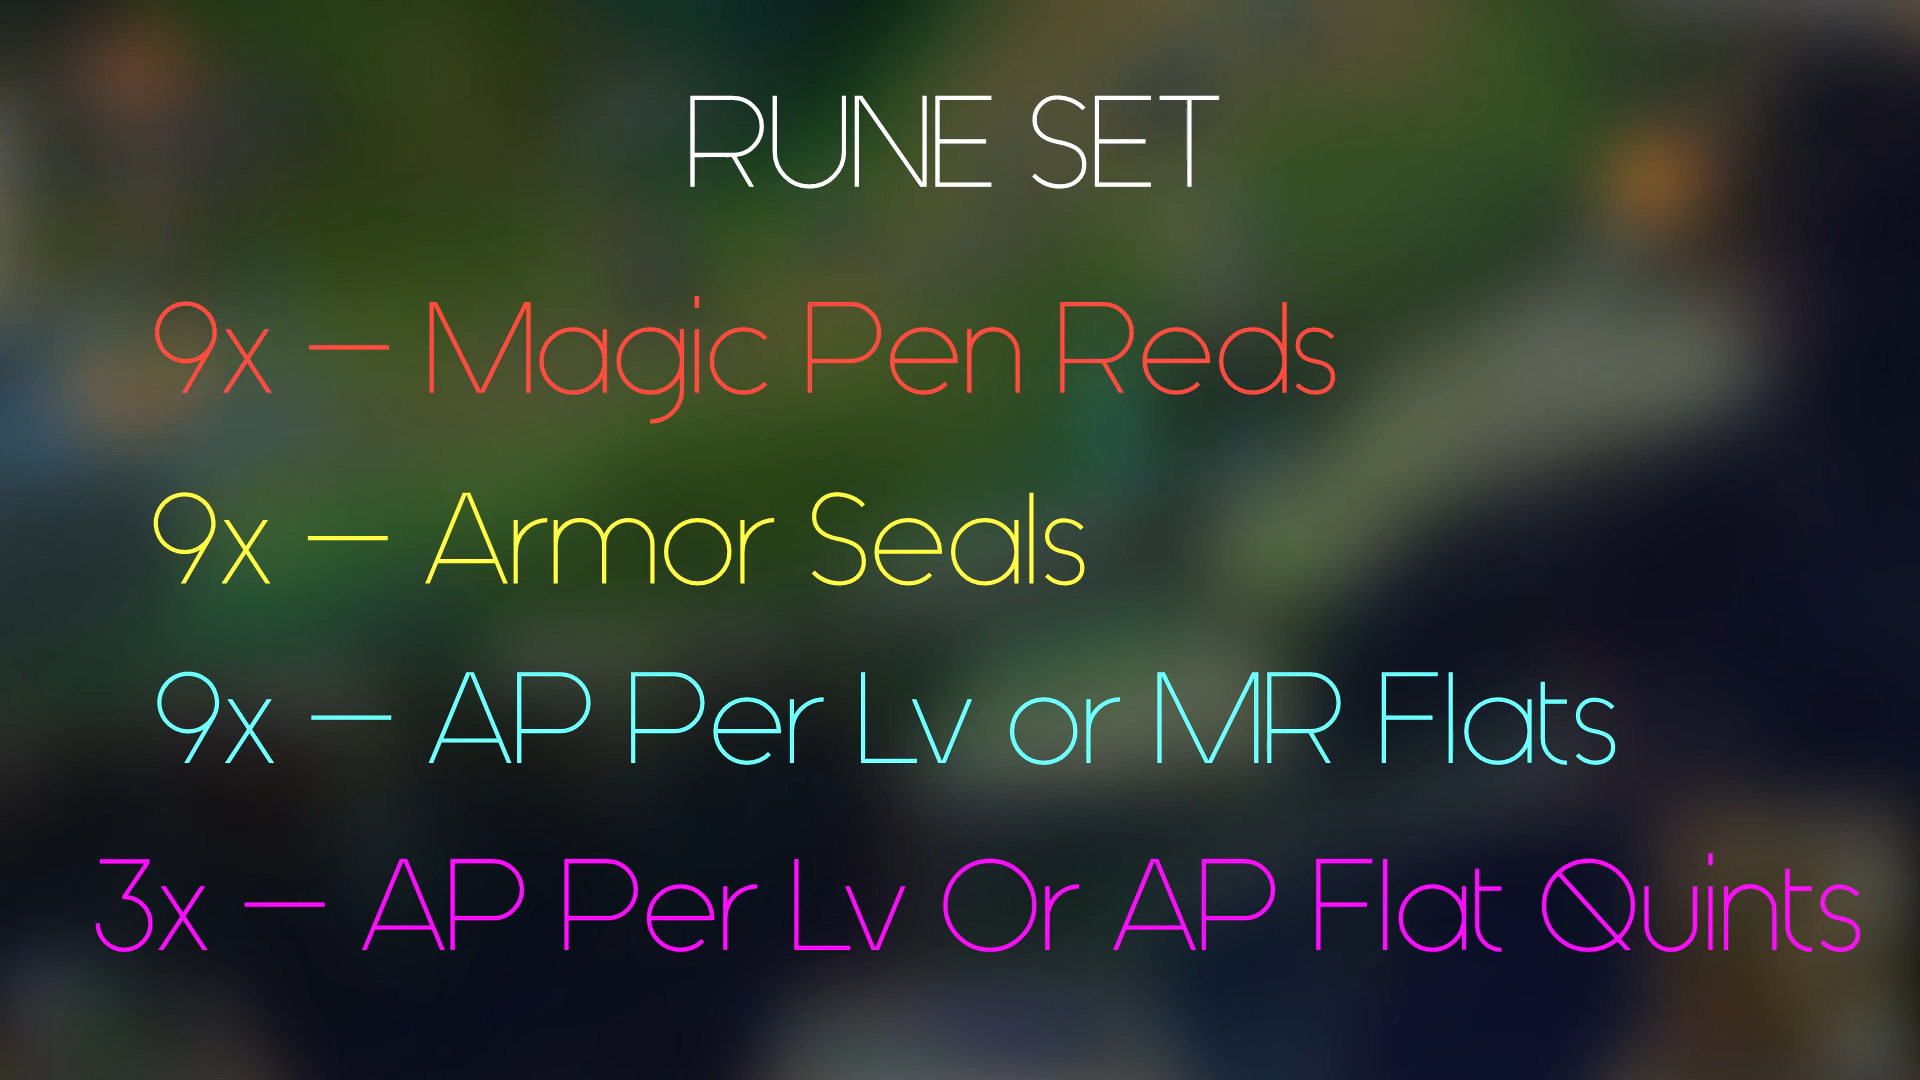 RUNE SET
9x – Magic Pen Reds
9x – Armor Seals
9x – AP Per Lv or MR Flats
3x – AP Per Lv Or AP Flat Quints